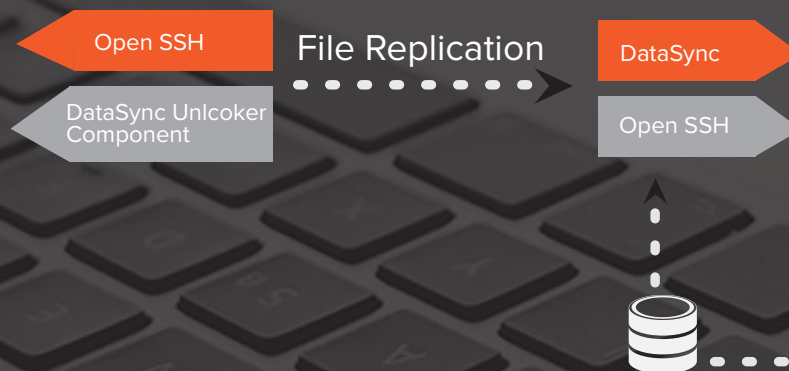 Open SSH
DataSync Unlcoker
Component
File Replication
DataSync
Open SSH